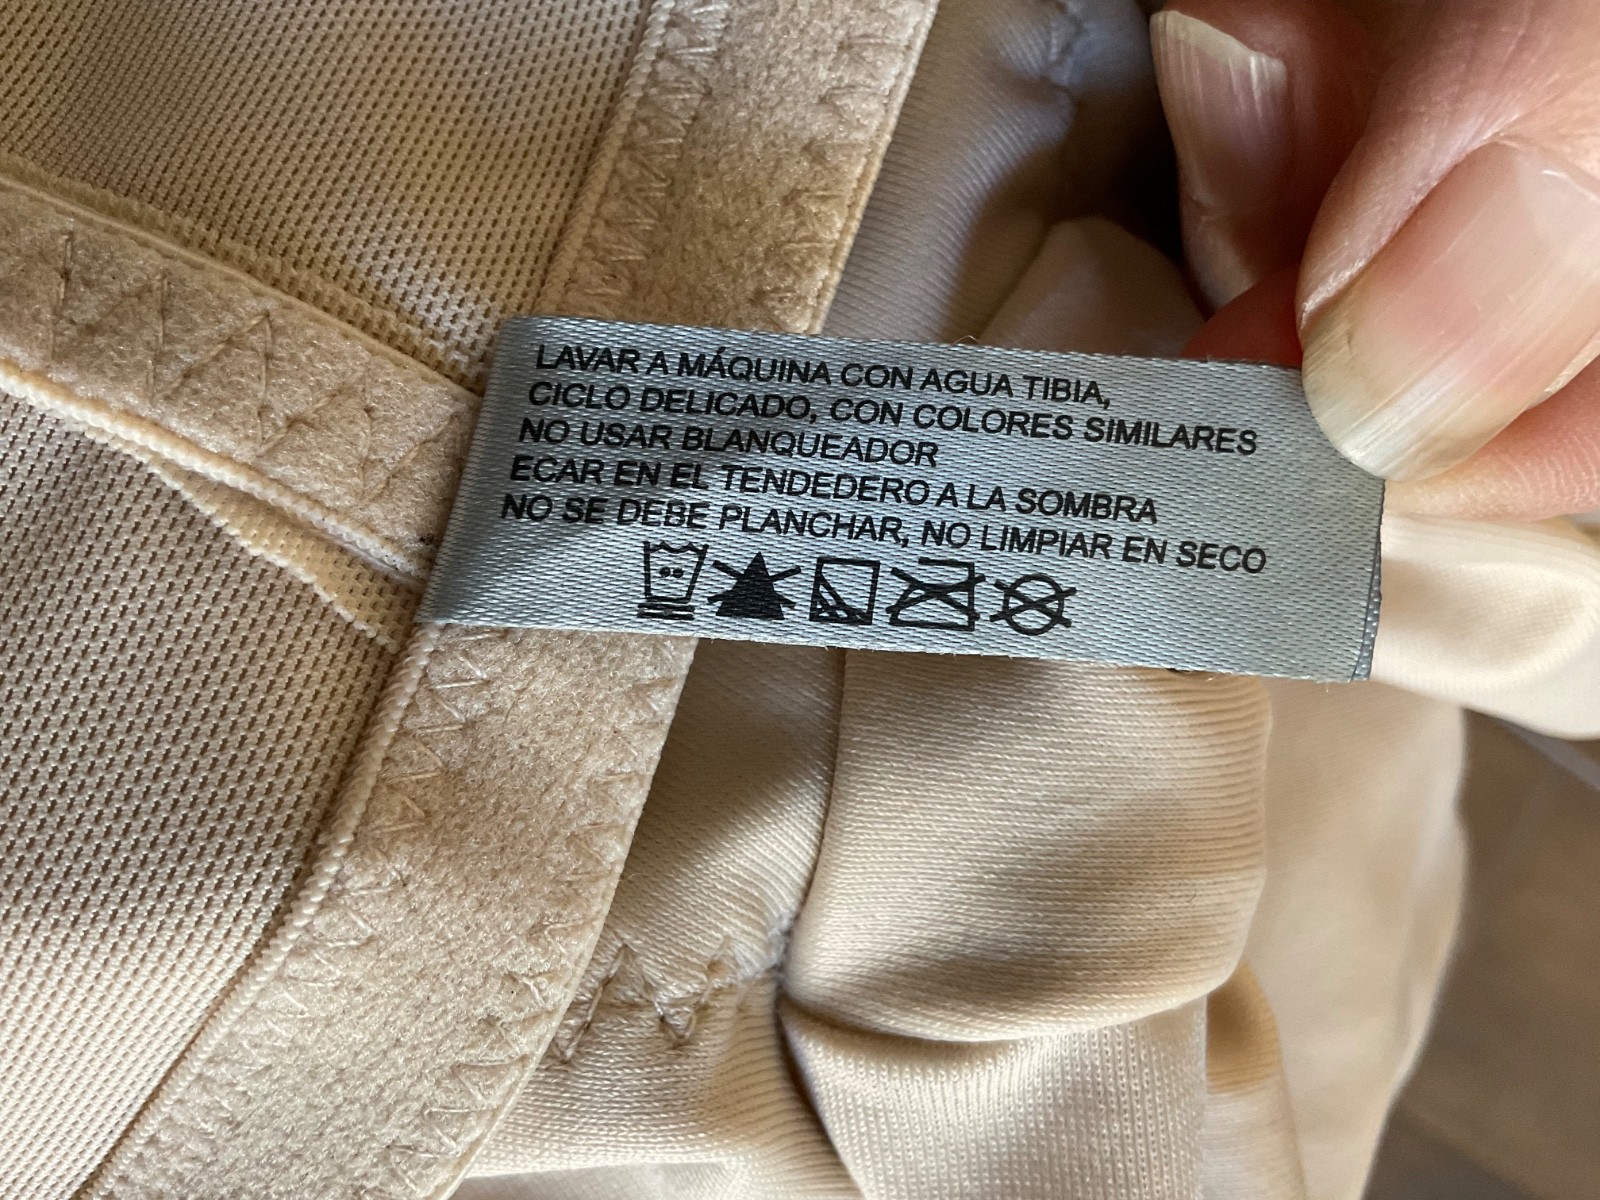 LAVAR A MÁQUINA CON AGUA TIBIA,
CICLO DELICADO, CON COLORES SIMILARES
NO USAR BLANQUEADOR
ECAR EN EL TENDEDERO A LA SOMBRA
NO SE DEBE PLANCHAR, NO LIMPIAR EN SECO